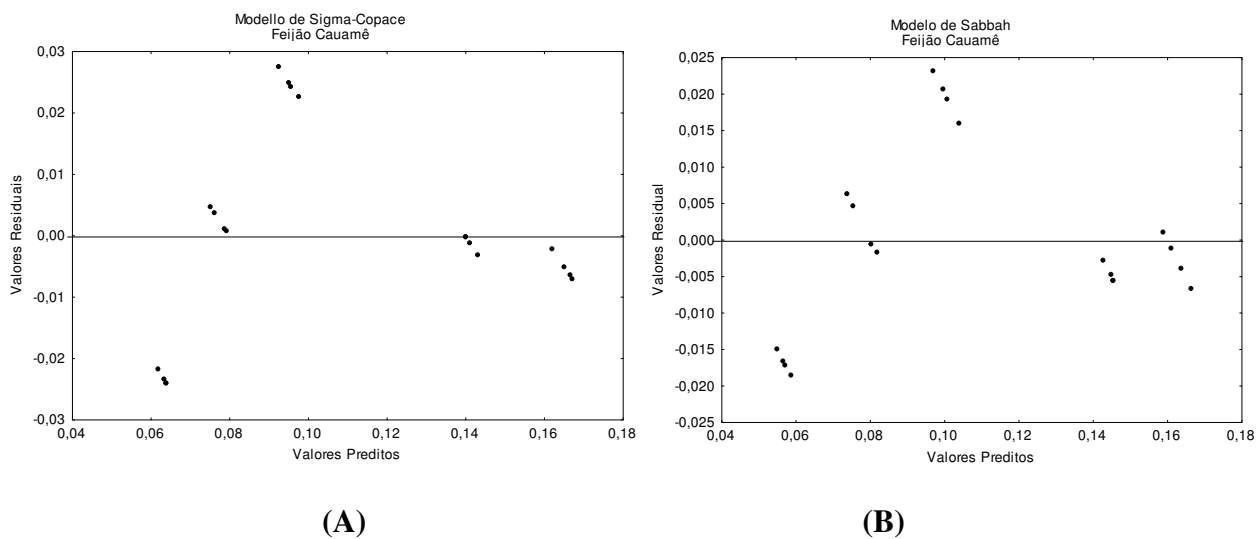 Modello de Sigma-Copace
Feijão Cauamê
0,03
0,02
0,01
0,00
-0,01
-0,02
-0,03
Valores Residuais
0,04 0,06 0,08 0,10 0,12 0,14 0,16 0,18
Valores Preditos
(A)
Modelo de Sabbah
Feijão Cauamê
0,025
0,020
0,015
0,010
0,005
0,000
-0,005
-0,010
-0,015
-0,020
-0,025
Valores Residual
0,04 0,06 0,08 0,10 0,12 0,14 0,16 0,18
Valores Preditos
(B)